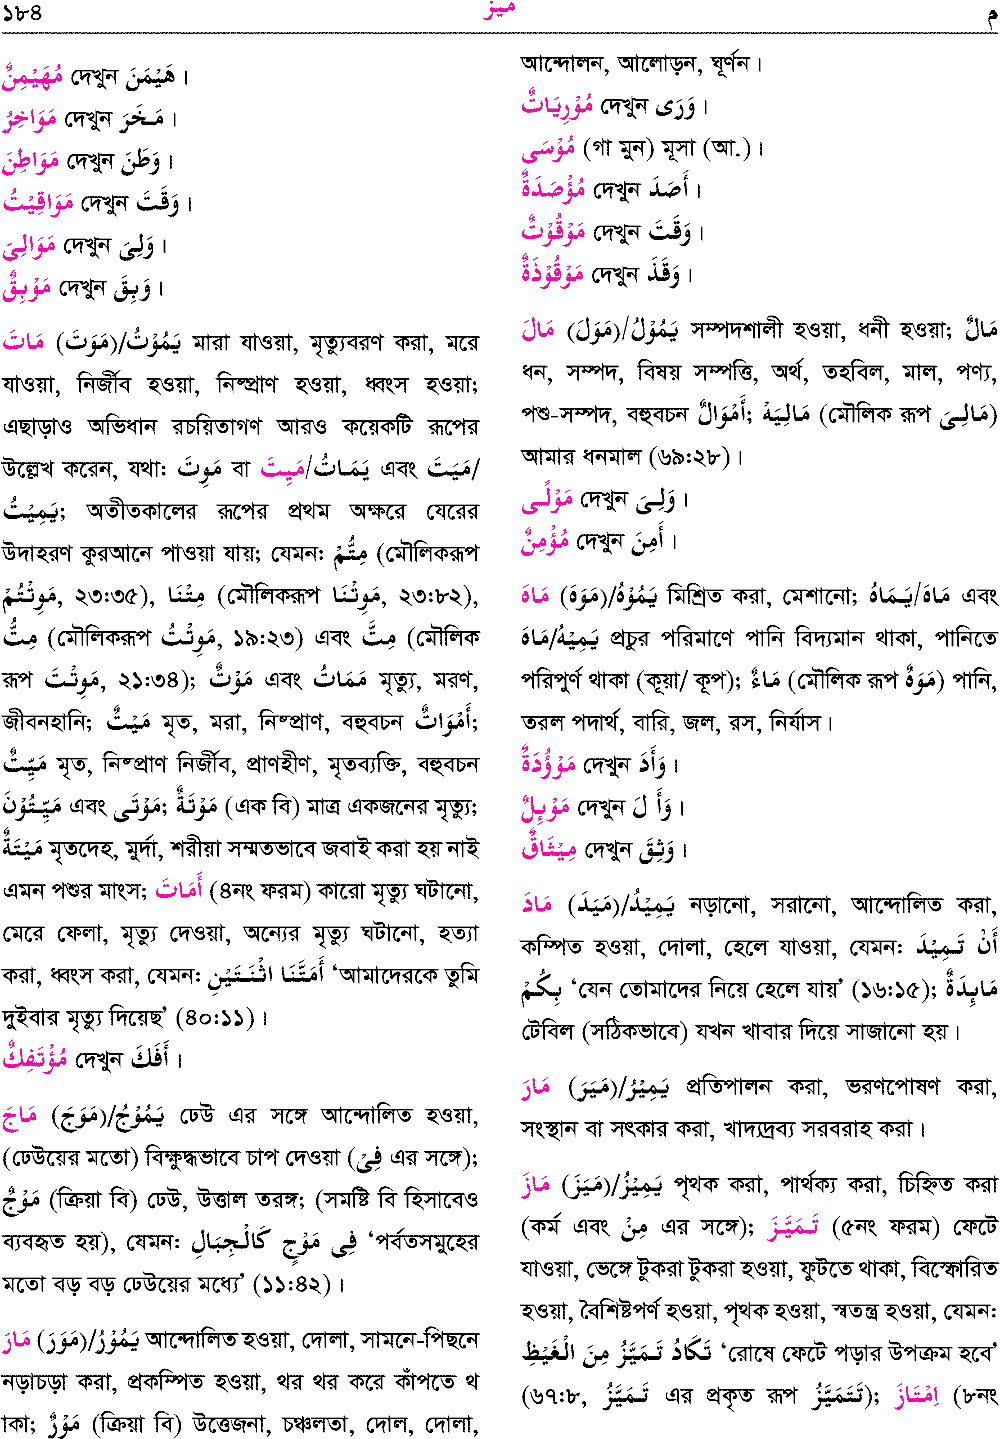 ১৮৪ ميز م
مُهَيْمِنٌ দেখুন هَيْمَنَ ।
مَوَاخِرُ দেখুন مَخَرَ ।
مَوَاطِنَ দেখুন وَطَنَ ।
مَوَاقِيْتُ দেখুন وَقَتَ ।
مَوَالِىَ দেখুন وَلِىَ ।
مَوْبِقٌ দেখুন وَبِقَ ।
مَاتَ (مَوَتَ)/يَمُوْتُ মারা যাওয়া, মৃত্যুবরণ করা, মরে
যাওয়া, নির্জীব হওয়া, নিষ্প্রাণ হওয়া, ধ্বংস হওয়া;
এছাড়াও অভিধান রচয়িতাগণ আরও কয়েকটি রূপের
উল্লেখ করেন, যথা: مَوِتَ বা مَيِتَ/يَمَاتُ এবং مَيَتَ/
يَمِيْتُ; অতীতকালের রূপের প্রথম অক্ষরে যেরের
উদাহরণ কুরআনে পাওয়া যায়; যেমন: مِتُّمْ (মৌলিকরূপ
مَوِتْتُمْ, ২৩:৩৫), مِتْنَا (মৌলিকরূপ مَوِتْنَا, ২৩:৮২),
مِتُّ (মৌলিকরূপ مَوِتْتُ, ১৯:২৩) এবং مِتَّ (মৌলিক
রূপ مَوِتْتَ, ২১:৩৪); مَوْتٌ এবং مَمَاتُ মৃত্যু, মরণ,
জীবনহানি; مَيْتٌ মৃত, মরা, নিষ্প্রাণ, বহুবচন أَمْوَاتٌ;
مَيِّتٌ মৃত, নিষ্প্রাণ নির্জীব, প্রাণহীণ, মৃতব্যক্তি, বহুবচন
مَيِّتُوْنَ এবং مَوْتَى; مَوْتَةٌ (এক বি) মাত্র একজনের মৃত্যু;
مَيْتَةٌ মৃতদেহ, মুর্দা, শরীয়া সম্মতভাবে জবাই করা হয় নাই
এমন পশুর মাংস; أَمَاتَ (৪নং ফরম) কারো মৃত্যু ঘটানো,
মেরে ফেলা, মৃত্যু দেওয়া, অন্যের মৃত্যু ঘটানো, হত্যা
করা, ধ্বংস করা, যেমন: أَمَتَّنَا اثْنَتَيْنِ ‘আমাদেরকে তুমি
দুইবার মৃত্যু দিয়েছ’ (৪০:১১) ।
مُؤْتَفِكٌ দেখুন أَفَكَ ।
مَاجَ (مَوَجَ)/يَمُوْجُ ঢেউ এর সঙ্গে আন্দোলিত হওয়া,
(ঢেউয়ের মতো) বিক্ষুদ্ধভাবে চাপ দেওয়া (فِىْ এর সঙ্গে);
مَوْجٌ (ক্রিয়া বি) ঢেউ, উত্তাল তরঙ্গ; (সমষ্টি বি হিসাবেও
ব্যবহৃত হয়), যেমন: فِى مَوْجٍ كَالْجِبَالِ ‘পর্বতসমুহের
মতো বড় বড় ঢেউয়ের মধ্যে’ (১১:৪২) ।
مَارَ (مَوَرَ)/يَمُوْرُ আন্দোলিত হওয়া, দোলা, সামনে-পিছনে
নড়াচড়া করা, প্রকম্পিত হওয়া, থর থর করে কাঁপতে থ
াকা; مَوْرٌ (ক্রিয়া বি) উত্তেজনা, চঞ্চলতা, দোল, দোলা,
আন্দোলন, আলোড়ন, ঘূর্ণন ।
مُوْرِيَاتٌ দেখুন وَرَى ।
مُوْسَى (গা মুন) মূসা (আ.) ।
مُؤْصَدَةٌ দেখুন أَصَدَ ।
مَوْقُوْتٌ দেখুন وَقَتَ ।
مَوْقُوْذَةٌ দেখুন وَقَذَ ।
مَالَ (مَوَلَ)/يَمُوْلُ সম্পদশালী হওয়া, ধনী হওয়া; مَالٌ
ধন, সম্পদ, বিষয় সম্পত্তি, অর্থ, তহবিল, মাল, পণ্য,
পশু-সম্পদ, বহুবচন أَمْوَالٌ; مَالِيَهْ (মৌলিক রূপ مَالِىَ)
আমার ধনমাল (৬৯:২৮) ।
مَوْلًى দেখুন وَلِىَ ।
مُؤْمِنٌ দেখুন أَمِنَ ।
مَاهَ (مَوَهَ)/يَمُوْهُ মিশ্রিত করা, মেশানো; مَاهَ/يَمَاهُ এবং
مَاهَ/يَمِيْهُ প্রচুর পরিমাণে পানি বিদ্যমান থাকা, পানিতে
পরিপুর্ণ থাকা (কূয়া/ কূপ); مَاءٌ (মৌলিক রূপ مَوَهٌ) পানি,
তরল পদার্থ, বারি, জল, রস, নির্যাস ।
مَوْؤُدَةٌ দেখুন وَأَدَ ।
مَوْبِلٌ দেখুন وَأَ لَ ।
مِيْثَاقٌ দেখুন وَثِقَ ।
مَادَ (مَيَدَ)/يَمِيْدُ নড়ানো, সরানো, আন্দোলিত করা,
কম্পিত হওয়া, দোলা, হেলে যাওয়া, যেমন: أَنْ تَمِيْدَ
بِكُمْ ‘যেন তোমাদের নিয়ে হেলে যায়’ (১৬:১৫); مَابِدَةٌ
টেবিল (সঠিকভাবে) যখন খাবার দিয়ে সাজানো হয় ।
مَارَ (مَيَرَ)/يَمِيْرُ প্রতিপালন করা, ভরণপোষণ করা,
সংস্থান বা সৎকার করা, খাদ্যদ্রব্য সরবরাহ করা ।
مَازَ (مَيَزَ)/يَمِيْزُ পৃথক করা, পার্থক্য করা, চিহ্নিত করা
(কর্ম এবং مِنْ এর সঙ্গে); تَمَيَّزَ (৫নং ফরম) ফেটে
যাওয়া, ভেঙ্গে টুকরা টুকরা হওয়া, ফুটতে থাকা, বিস্ফোরিত
হওয়া, বৈশিষ্টপর্ণ হওয়া, পৃথক হওয়া, স্বতন্ত্র হওয়া, যেমন:
تَكَادُ تَمَيَّزُ مِنَ الْغَيْظِ ‘রোষে ফেটে পড়ার উপক্রম হবে’
(৬৭:৮, تَمَيَّزُ এর প্রকৃত রূপ تَتَمَيَّزُ); اِمْتَازَ (৮নং